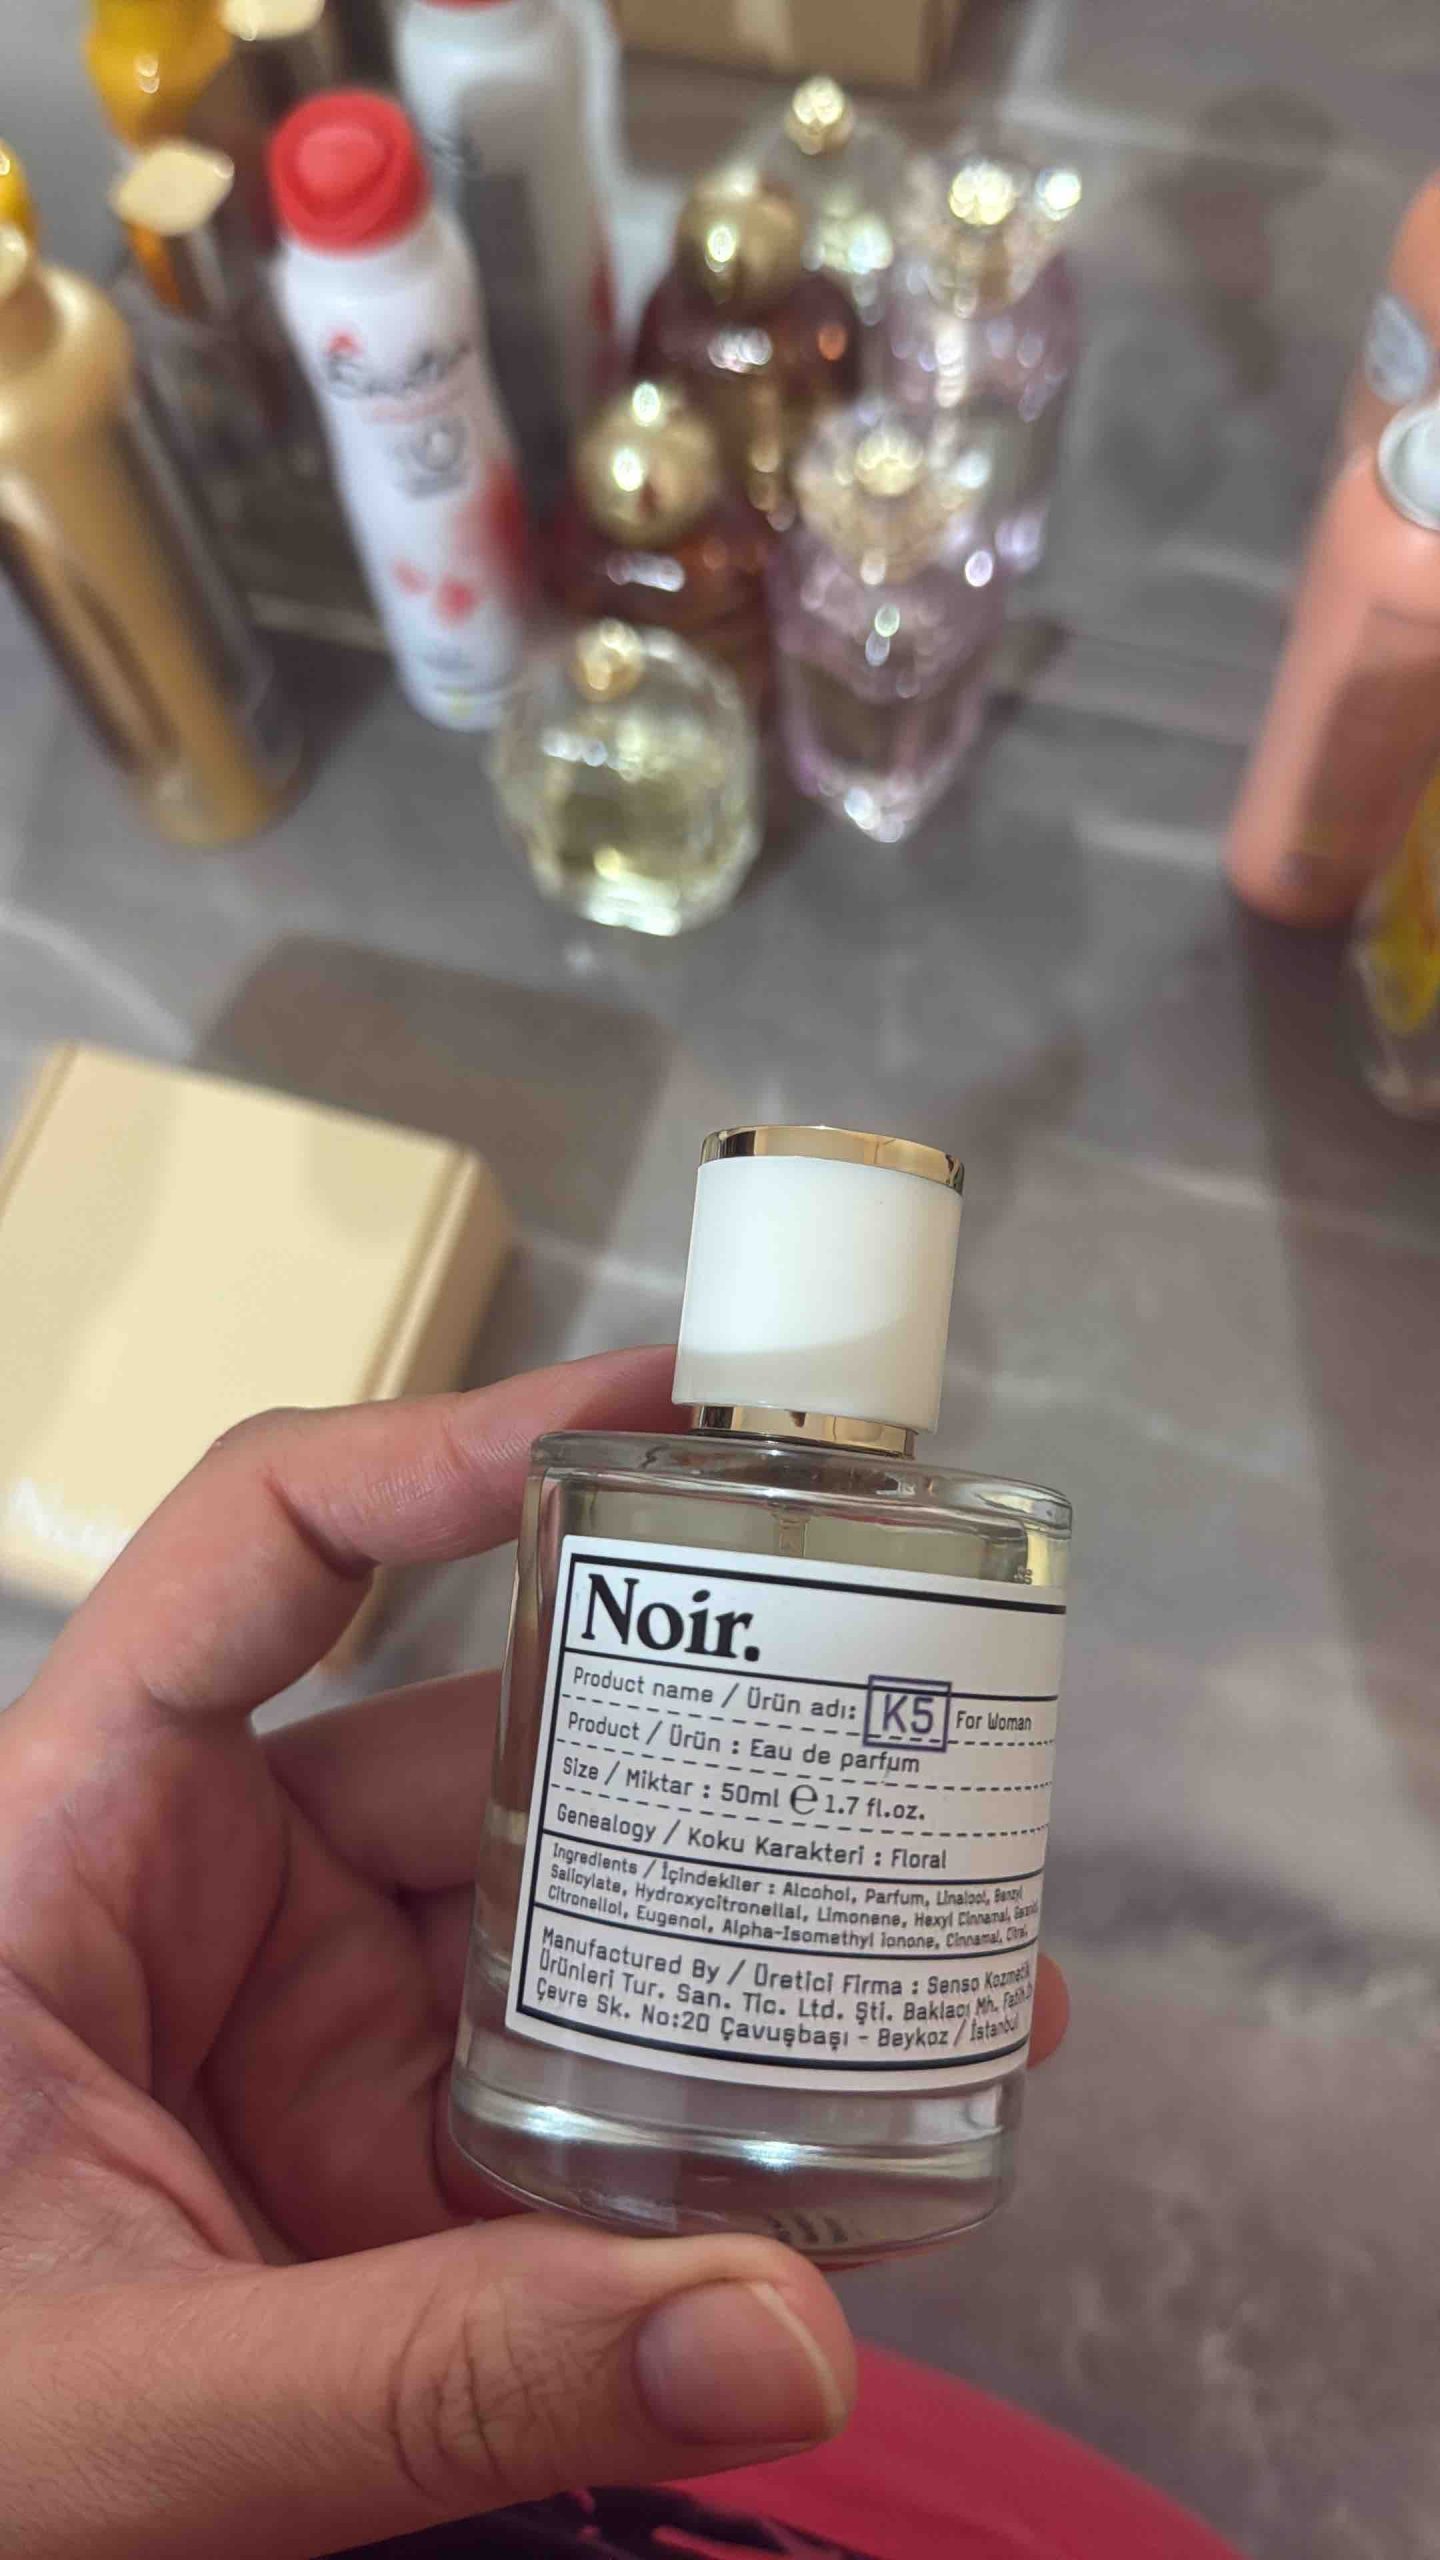 Noir.
Product name / Ürün adı: K5 For Woman
Product / Ürün : Eau de parfum
Size / Miktar : 50ml ℮ 1.7 fl.oz.
Genealogy / Koku Karakteri : Floral
Ingredients / İçindekiler : Alcohol, Parfum, Linalool, Benzyl
Salicylate, Hydroxycitronellal, Limonene, Hexyl Cinnamal,
Citronellol, Eugenol, Alpha-Isomethyl ionone, Cinnamal, Citral,
Manufactured By / Üretici Firma : Senso Kozmetik
Ürünleri Tur. San. Tic. Ltd. Şti. Baklacı Mh.
Çevre Sk. No:20 Çavuşbaşı - Beykoz / İstanbul